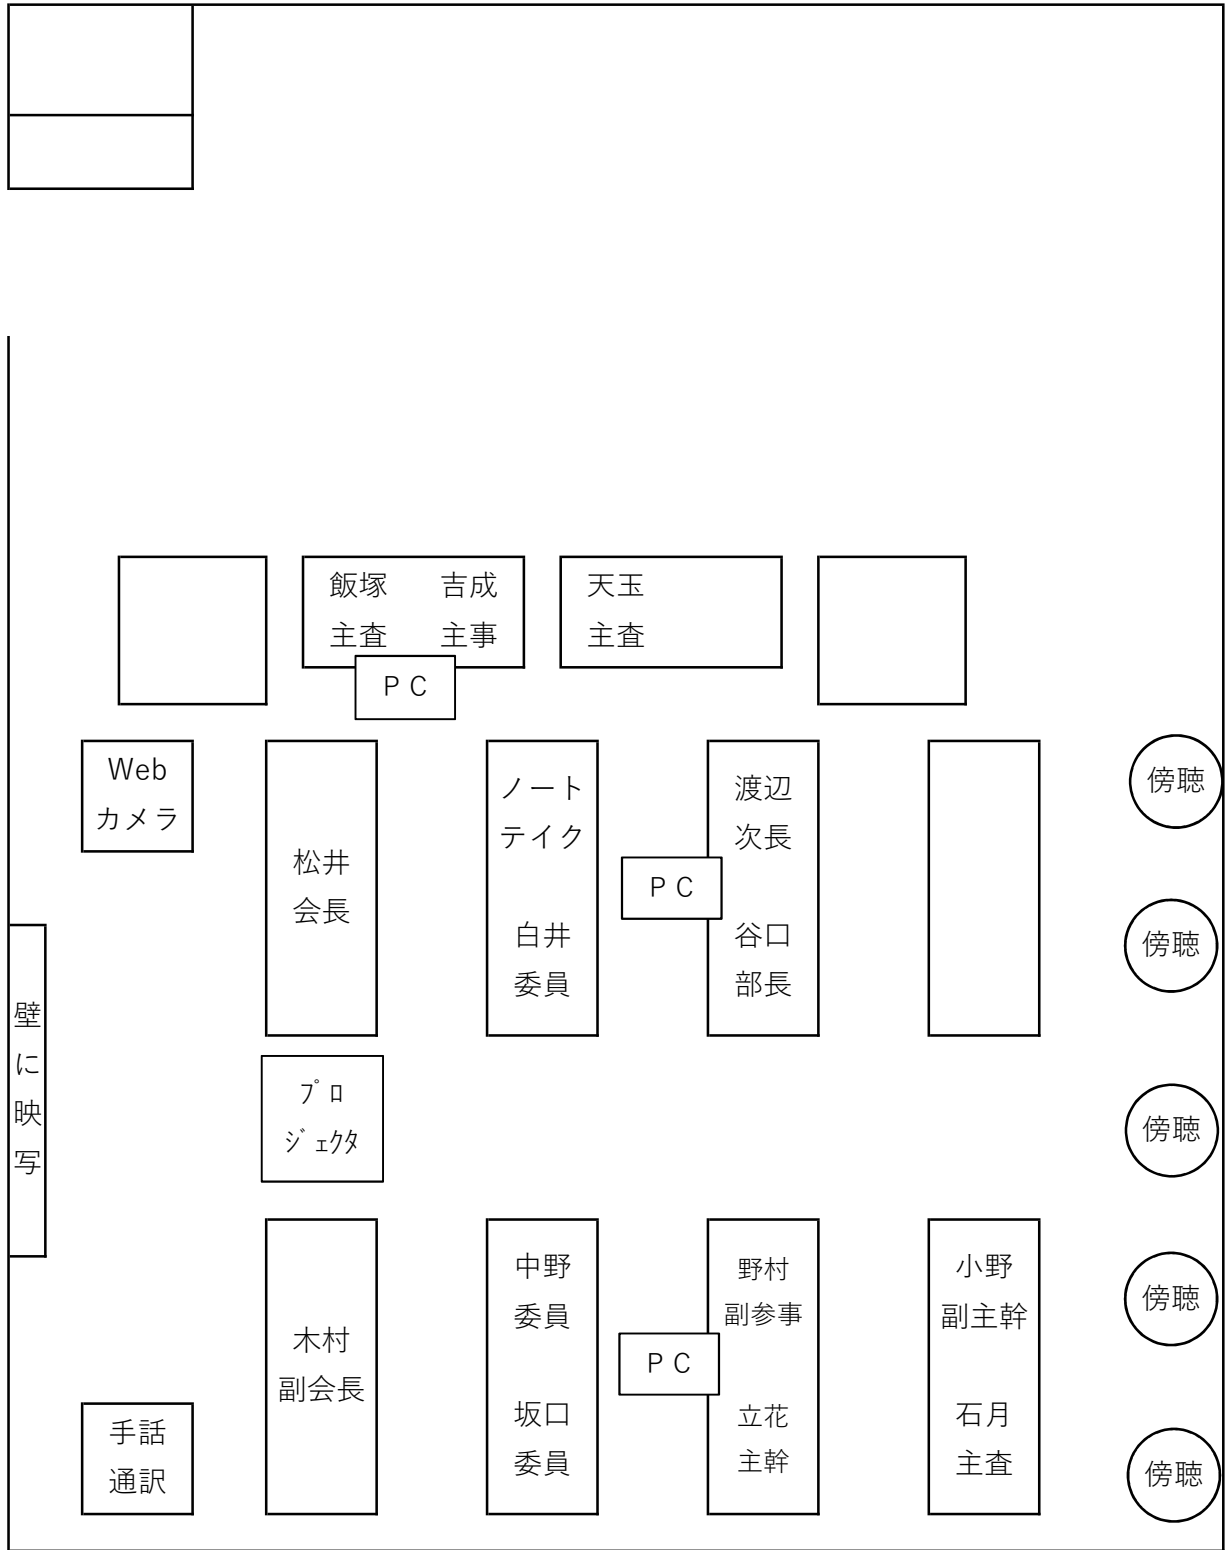 飯塚　吉成
主査　主事
天玉
主査
ＰＣ
Web
カメラ
松井
会長
ノート
テイク
白井
委員
ＰＣ
渡辺
次長
谷口
部長
傍聴
傍聴
壁に映写
ﾌﾟﾛ
ｼﾞｪｸﾀ
傍聴
木村
副会長
中野
委員
坂口
委員
ＰＣ
野村
副参事
立花
主幹
小野
副主幹
石月
主査
傍聴
手話
通訳
傍聴